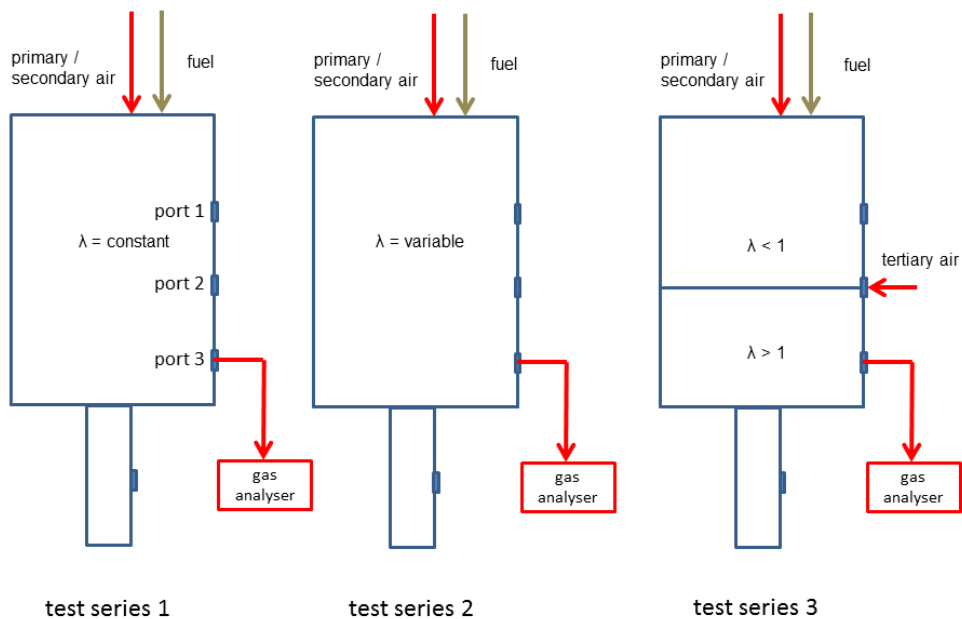 primary /
secondary air
fuel
port 1
λ = constant
port 2
port 3
gas
analyser
test series 1
primary /
secondary air
fuel
λ = variable
gas
analyser
test series 2
primary /
secondary air
fuel
λ < 1
tertiary air
λ > 1
gas
analyser
test series 3